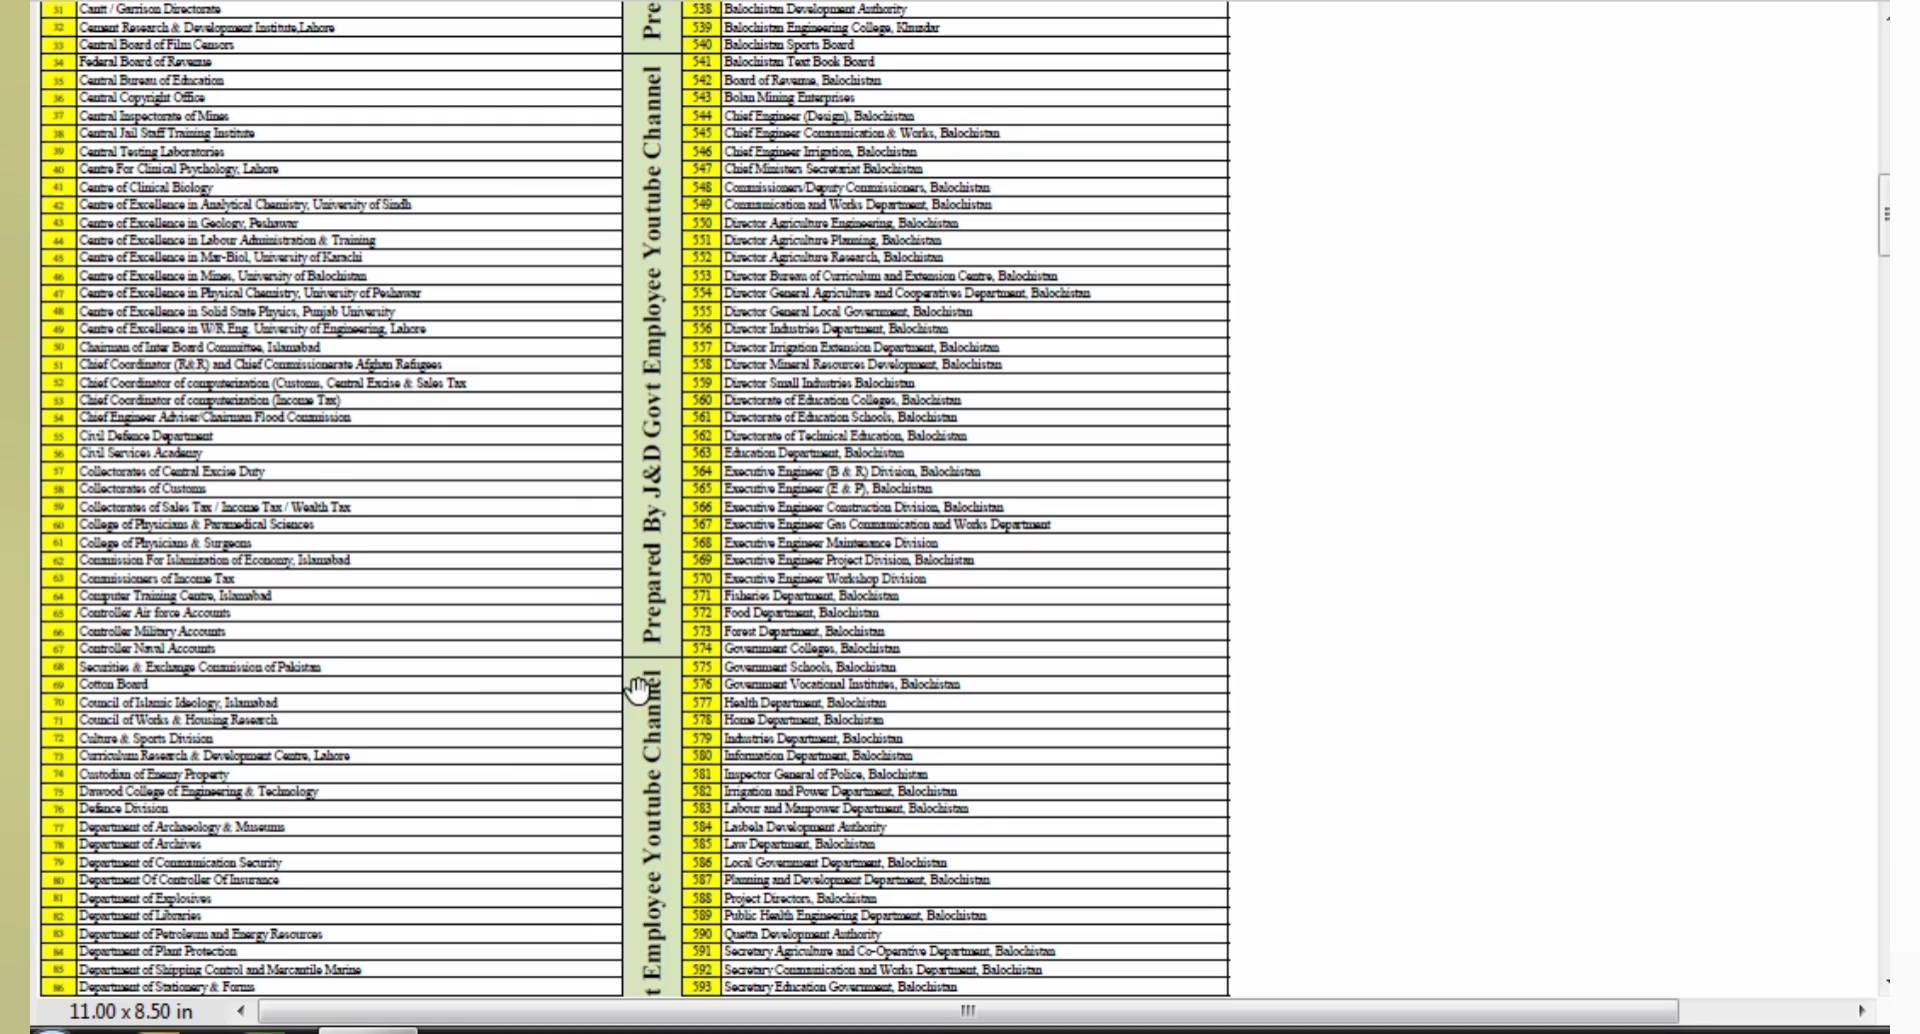 31 Cantt / Garrison Directorate
32 Cement Research & Development Institute,Lahore
33 Central Board of Film Censors
34 Federal Board of Revenue
35 Central Bureau of Education
36 Central Copyright Office
37 Central Inspectorate of Mines
38 Central Jail Staff Training Institute
39 Central Testing Laboratories
40 Centre For Clinical Psychology, Lahore
41 Centre of Clinical Biology
42 Centre of Excellence in Analytical Chemistry, University of Sindh
43 Centre of Excellence in Geology, Peshawar
44 Centre of Excellence in Labour Administration & Training
45 Centre of Excellence in Mar-Biol, University of Karachi
46 Centre of Excellence in Mines, University of Balochistan
47 Centre of Excellence in Physical Chemistry, University of Peshawar
48 Centre of Excellence in Solid State Physics, Punjab University
49 Centre of Excellence in W/R Eng. University of Engineering, Lahore
50 Chairman of Inter Board Committee, Islamabad
51 Chief Coordinator (R&R) and Chief Commissionerate Afghan Refugees
52 Chief Coordinator of computerization (Customs, Central Excise & Sales Tax
53 Chief Coordinator of computerization (Income Tax)
54 Chief Engineer Adviser/Chairman Flood Commission
55 Civil Defence Department
56 Civil Services Academy
57 Collectorates of Central Excise Duty
58 Collectorates of Customs
59 Collectorates of Sales Tax / Income Tax / Wealth Tax
60 College of Physicians & Paramedical Sciences
61 College of Physicians & Surgeons
62 Commission For Islamization of Economy, Islamabad
63 Commissioners of Income Tax
64 Computer Training Centre, Islamabad
65 Controller Air force Accounts
66 Controller Military Accounts
67 Controller Naval Accounts
68 Securities & Exchange Commission of Pakistan
69 Cotton Board
70 Council of Islamic Ideology, Islamabad
71 Council of Works & Housing Research
72 Culture & Sports Division
73 Curriculum Research & Development Centre, Lahore
74 Custodian of Enemy Property
75 Dawood College of Engineering & Technology
76 Defence Division
77 Department of Archaeology & Museums
78 Department of Archives
79 Department of Communication Security
80 Department Of Controller Of Insurance
81 Department of Explosives
82 Department of Libraries
83 Department of Petroleum and Energy Resources
84 Department of Plant Protection
85 Department of Shipping Control and Mercantile Marine
86 Department of Stationery & Forms
Pre
Prepared By J&D Govt Employee Youtube Channel
t Employee Youtube Channel
538 Balochistan Development Authority
539 Balochistan Engineering College, Khuzdar
540 Balochistan Sports Board
541 Balochistan Text Book Board
542 Board of Revenue, Balochistan
543 Bolan Mining Enterprises
544 Chief Engineer (Design), Balochistan
545 Chief Engineer Communication & Works, Balochistan
546 Chief Engineer Irrigation, Balochistan
547 Chief Ministers Secretariat Balochistan
548 Commissioners/Deputy Commissioners, Balochistan
549 Communication and Works Department, Balochistan
550 Director Agriculture Engineering, Balochistan
551 Director Agriculture Planning, Balochistan
552 Director Agriculture Research, Balochistan
553 Director Bureau of Curriculum and Extension Centre, Balochistan
554 Director General Agriculture and Cooperatives Department, Balochistan
555 Director General Local Government, Balochistan
556 Director Industries Department, Balochistan
557 Director Irrigation Extension Department, Balochistan
558 Director Mineral Resources Development, Balochistan
559 Director Small Industries Balochistan
560 Directorate of Education Colleges, Balochistan
561 Directorate of Education Schools, Balochistan
562 Directorate of Technical Education, Balochistan
563 Education Department, Balochistan
564 Executive Engineer (B & R) Division, Balochistan
565 Executive Engineer (E & P), Balochistan
566 Executive Engineer Construction Division, Balochistan
567 Executive Engineer Gas Communication and Works Department
568 Executive Engineer Maintenance Division
569 Executive Engineer Project Division, Balochistan
570 Executive Engineer Workshop Division
571 Fisheries Department, Balochistan
572 Food Department, Balochistan
573 Forest Department, Balochistan
574 Government Colleges, Balochistan
575 Government Schools, Balochistan
576 Government Vocational Institutes, Balochistan
577 Health Department, Balochistan
578 Home Department, Balochistan
579 Industries Department, Balochistan
580 Information Department, Balochistan
581 Inspector General of Police, Balochistan
582 Irrigation and Power Department, Balochistan
583 Labour and Manpower Department, Balochistan
584 Lasbela Development Authority
585 Law Department, Balochistan
586 Local Government Department, Balochistan
587 Planning and Development Department, Balochistan
588 Project Directors, Balochistan
589 Public Health Engineering Department, Balochistan
590 Quetta Development Authority
591 Secretary Agriculture and Co-Operative Department, Balochistan
592 Secretary Communication and Works Department, Balochistan
593 Secretary Education Government, Balochistan
11.00 x 8.50 in